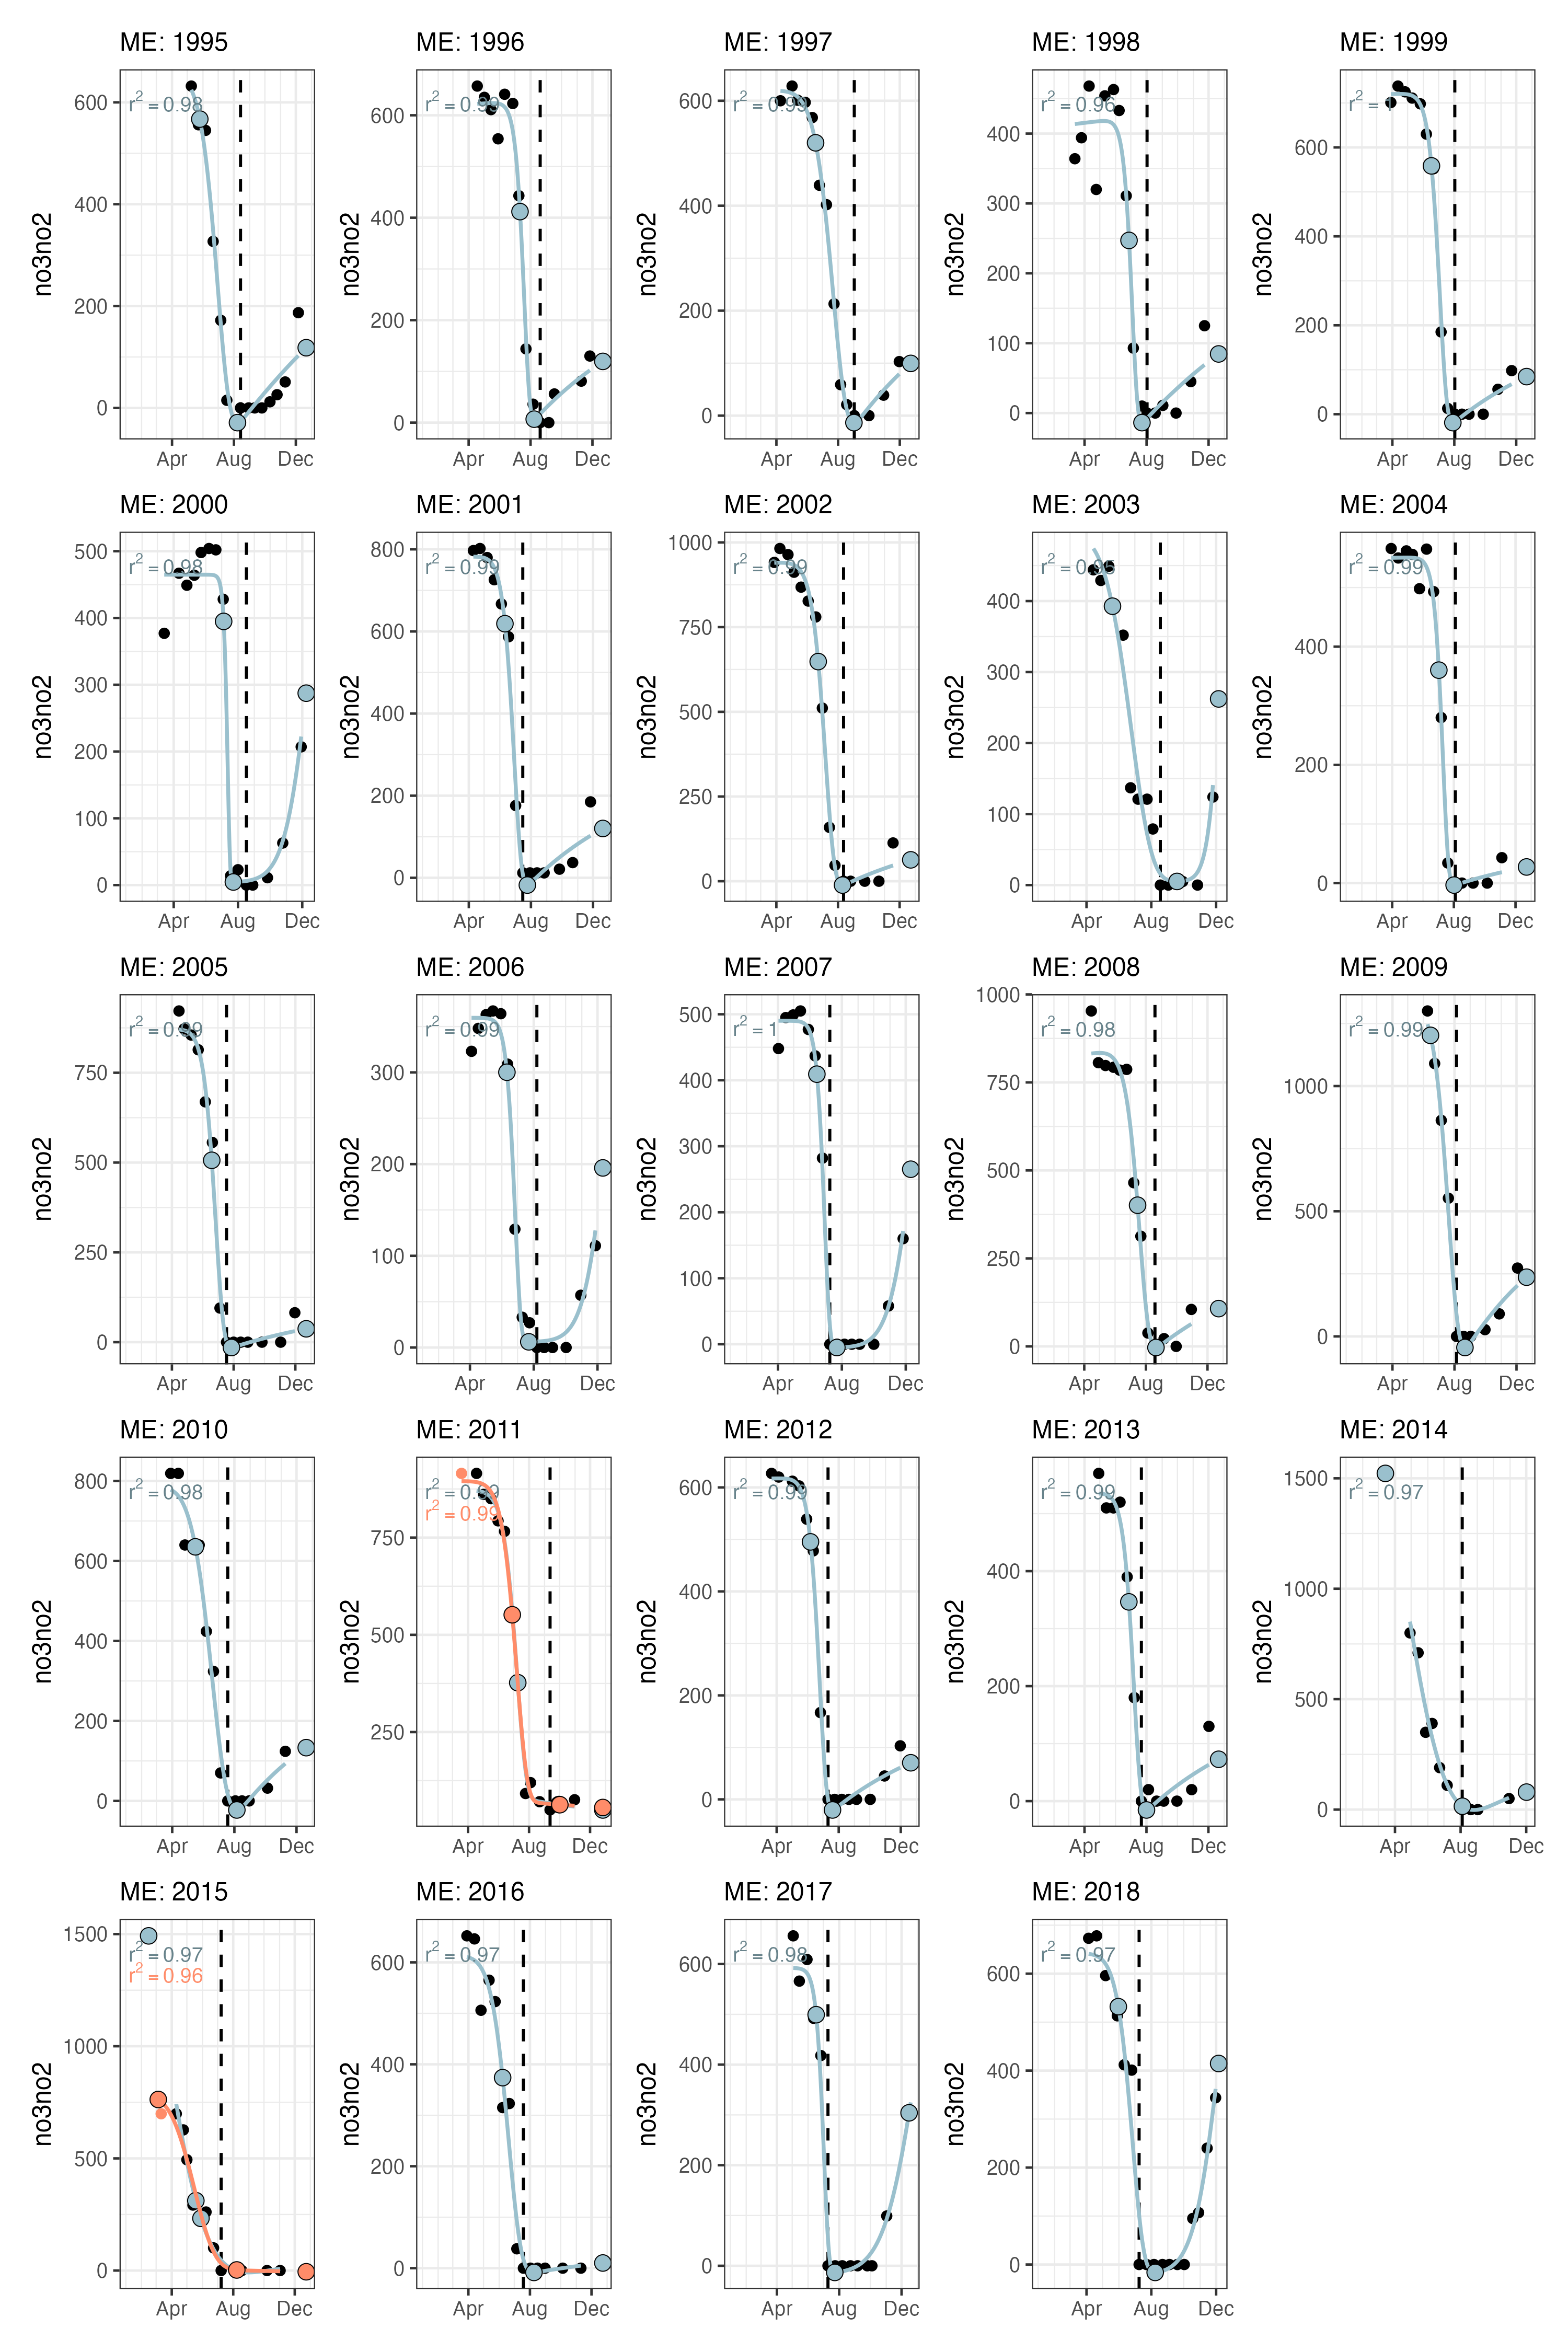 ME: 1995
r² = 0.98
600
400
200
0
no3no2
Apr Aug Dec
ME: 1996
r² = 0.99
600
400
200
0
no3no2
Apr Aug Dec
ME: 1997
r² = 0.99
600
400
200
0
no3no2
Apr Aug Dec
ME: 1998
r² = 0.96
400
300
200
100
0
no3no2
Apr Aug Dec
ME: 1999
r² = 1
600
400
200
0
no3no2
Apr Aug Dec
ME: 2000
r² = 0.98
500
400
300
200
100
0
no3no2
Apr Aug Dec
ME: 2001
r² = 0.99
800
600
400
200
0
no3no2
Apr Aug Dec
ME: 2002
r² = 0.99
1000
750
500
250
0
no3no2
Apr Aug Dec
ME: 2003
r² =
400
300
200
100
0
no3no2
Apr Aug Dec
ME: 2004
r² = 0.99
400
200
0
no3no2
Apr Aug Dec
ME: 2005
r² = 0.99
750
500
250
0
no3no2
Apr Aug Dec
ME: 2006
r² = 0.99
300
200
100
0
no3no2
Apr Aug Dec
ME: 2007
r² = 1
500
400
300
200
100
0
no3no2
Apr Aug Dec
ME: 2008
r² = 0.98
1000
750
500
250
0
no3no2
Apr Aug Dec
ME: 2009
r² = 0.99
1000
500
0
no3no2
Apr Aug Dec
ME: 2010
r² = 0.98
800
600
400
200
0
no3no2
Apr Aug Dec
ME: 2011
r² = 0.99
r² = 0.99
750
500
250
no3no2
Apr Aug Dec
ME: 2012
r² = 0.99
600
400
200
0
no3no2
Apr Aug Dec
ME: 2013
r² = 0.99
400
200
0
no3no2
Apr Aug Dec
ME: 2014
r² = 0.97
1500
1000
500
0
no3no2
Apr Aug Dec
ME: 2015
r² = 0.97
r² = 0.96
1500
1000
500
0
no3no2
Apr Aug Dec
ME: 2016
r² = 0.97
600
400
200
0
no3no2
Apr Aug Dec
ME: 2017
r² = 0.98
600
400
200
0
no3no2
Apr Aug Dec
ME: 2018
r² = 0.97
600
400
200
0
no3no2
Apr Aug Dec